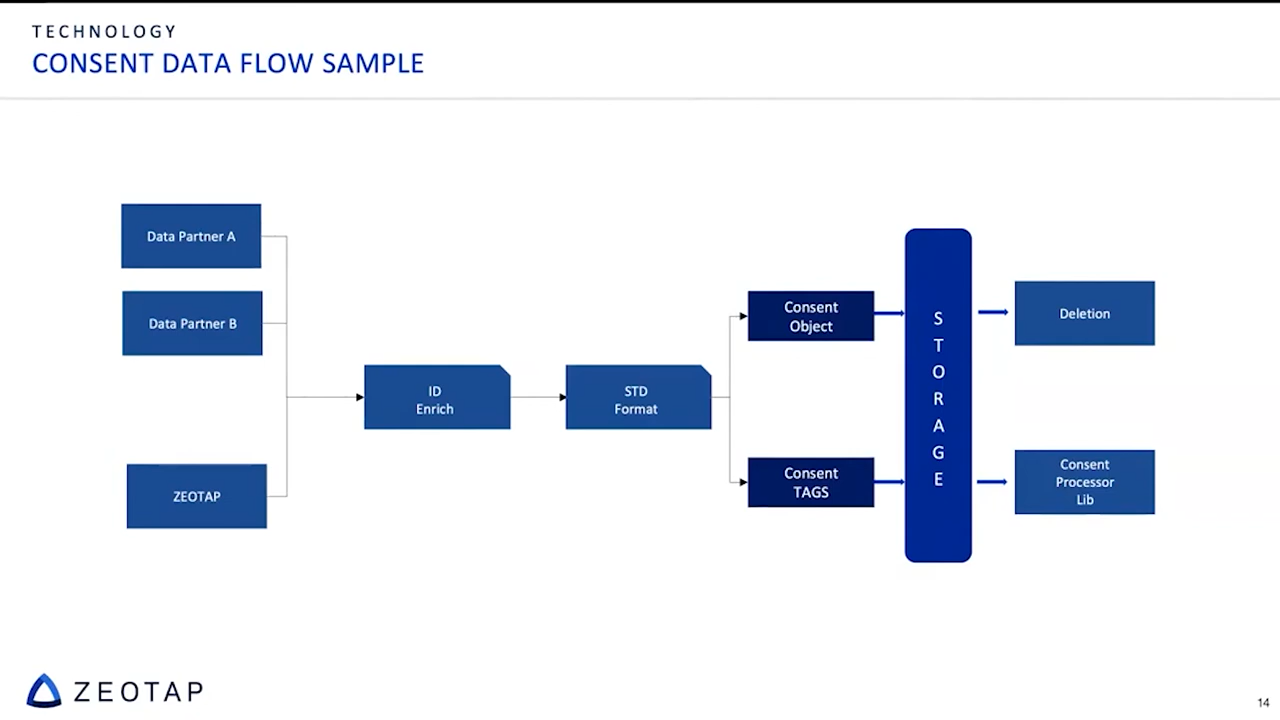 TECHNOLOGY
CONSENT DATA FLOW SAMPLE
Data Partner A
Data Partner B
ZEOTAP
ID
Enrich
STD
Format
Consent
Object
Consent
TAGS
S
T
O
R
A
G
E
Deletion
Consent
Processor
Lib
ZEOTAP
14